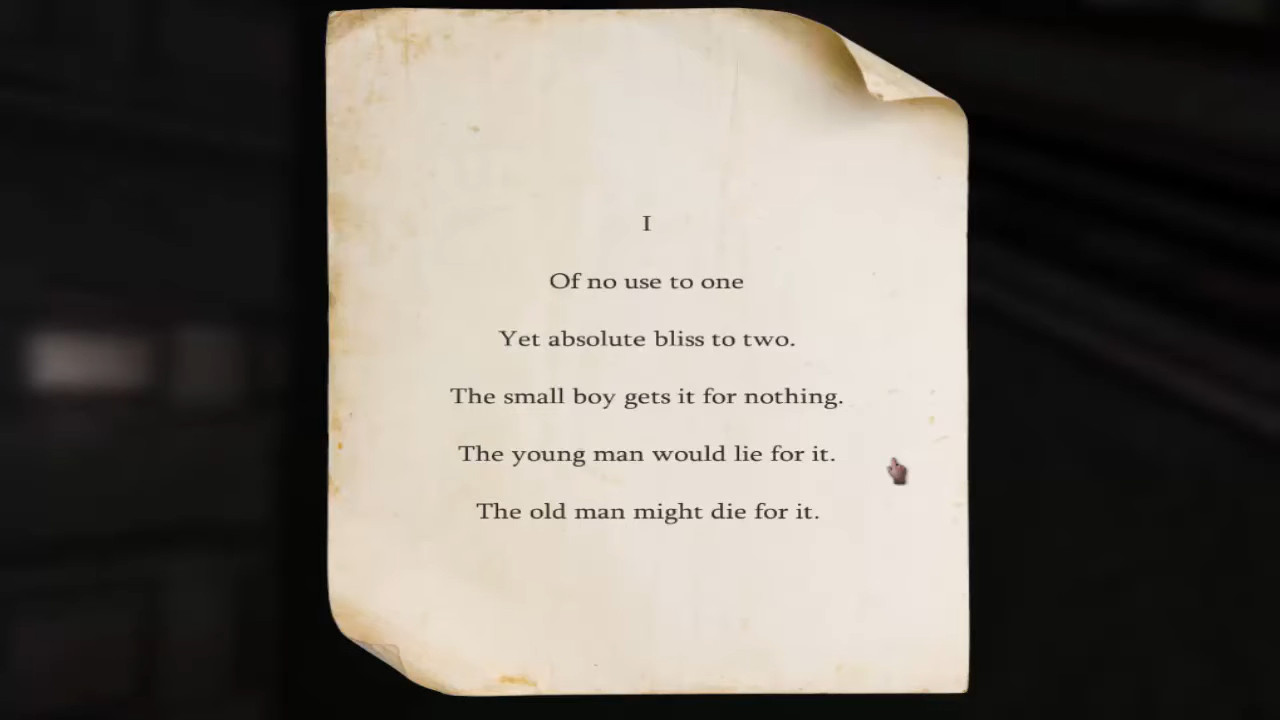 I
Of no use to one
Yet absolute bliss to two.
The small boy gets it for nothing.
The young man would lie for it.
The old man might die for it.